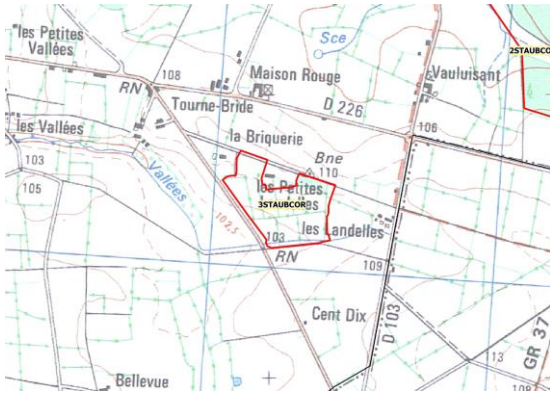 les Petites
Vallées
Sce
2STAUBCO
108
Maison Rouge
Vauluisant
RN
Tourne-Bride
D 226
les Vallées
la Briquerie
106
103
Bne
110
Vallées
105
les Petites
3STAUBCOR
es
102,5
les Landelles
103
RN
109
Cent Dix
D 103
GR 37
13
Bellevue
108